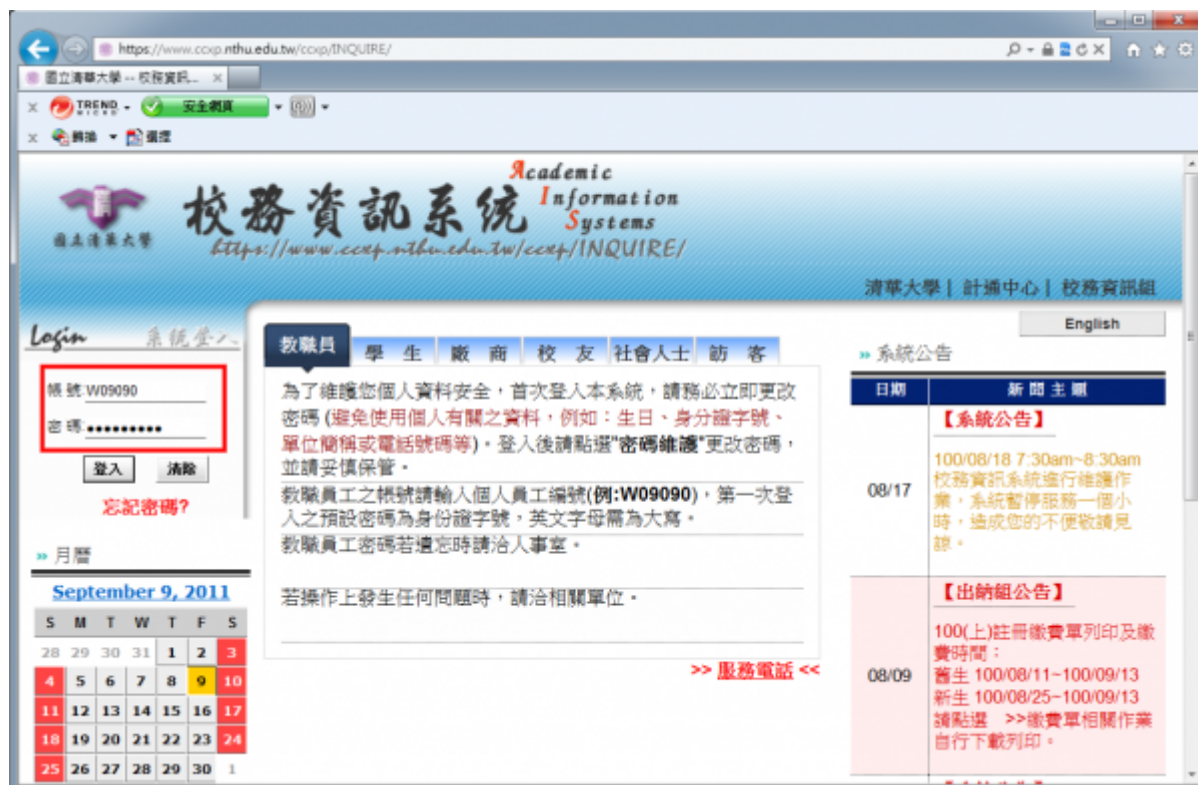 https://www.ccxp.nthu.edu.tw/ccxp/INQUIRE/
國立清華大學 -- 校務資訊...
TREND MICRO
安全網頁
轉換
選擇
國立清華大學
校務資訊系統
Academic
Information
Systems
https://www.ccxp.nthu.edu.tw/ccxp/INQUIRE/
清華大學 | 計通中心 | 校務資訊組
English
Login 系統登入
帳 號:W09090
密 碼:•••••••••
登入 清除
忘記密碼?
» 月曆
September 9, 2011
S M T W T F S
28 29 30 31 1 2 3
4 5 6 7 8 9 10
11 12 13 14 15 16 17
18 19 20 21 22 23 24
25 26 27 28 29 30 1
教職員 學 生 廠 商 校 友 社會人士 訪 客
為了維護您個人資料安全，首次登入本系統，請務必立即更改
密碼 (避免使用個人有關之資料，例如：生日、身分證字號、
單位簡稱或電話號碼等)。登入後請點選"密碼維護"更改密碼，
並請妥慎保管。
教職員工之帳號請輸入個人員工編號(例:W09090)，第一次登
入之預設密碼為身份證字號，英文字母需為大寫。
教職員工密碼若遺忘時請洽人事室。
若操作上發生任何問題時，請洽相關單位。
>> 服務電話 <<
» 系統公告
日期 新 聞 主 題
08/17
【系統公告】
100/08/18 7:30am~8:30am
校務資訊系統進行維護作
業，系統暫停服務一個小
時，造成您的不便敬請見
諒。
08/09
【出納組公告】
100(上)註冊繳費單列印及繳
費時間：
舊生 100/08/11~100/09/13
新生 100/08/25~100/09/13
請點選 >>繳費單相關作業
自行下載列印。